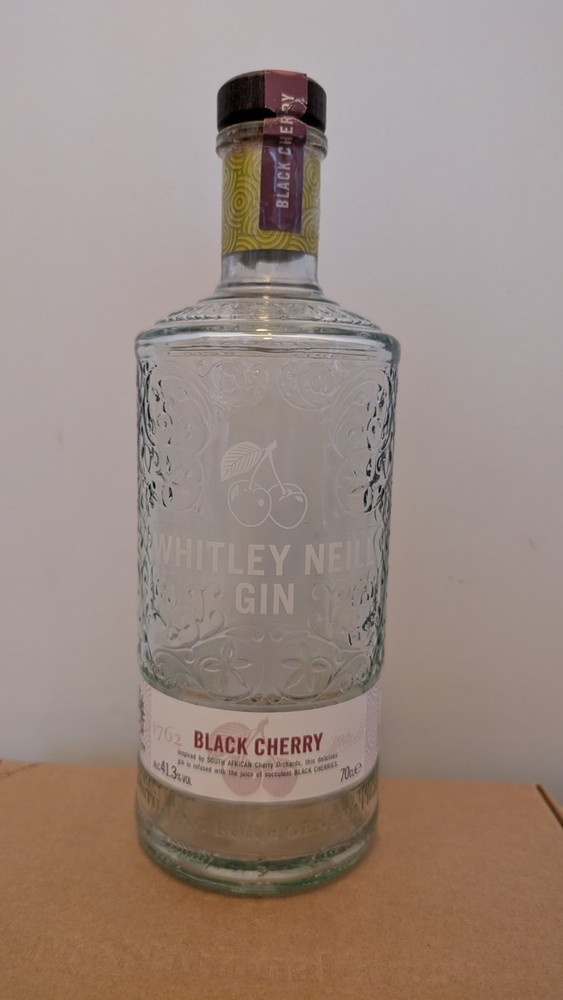 BLACK CHERRY
WHITLEY NEILL
GIN
1762
BLACK CHERRY
Inspired by SOUTH AFRICAN Cherry Orchards, this delicious
gin is infused with the juice of succulent BLACK CHERRIES.
ALC 41.3% VOL
70cl e